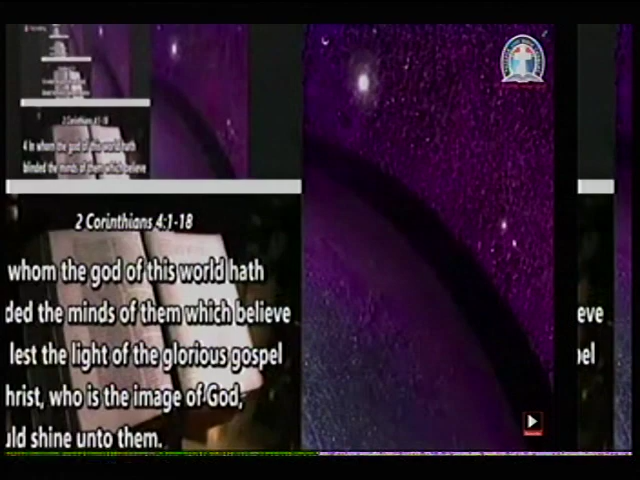 2 Corinthians 4:1-18
4 In whom the god of this world hath
blinded the minds of them which believe
2 Corinthians 4:1-18
whom the god of this world hath
ded the minds of them which believe
lest the light of the glorious gospel
hrist, who is the image of God,
uld shine unto them.
eve
pel